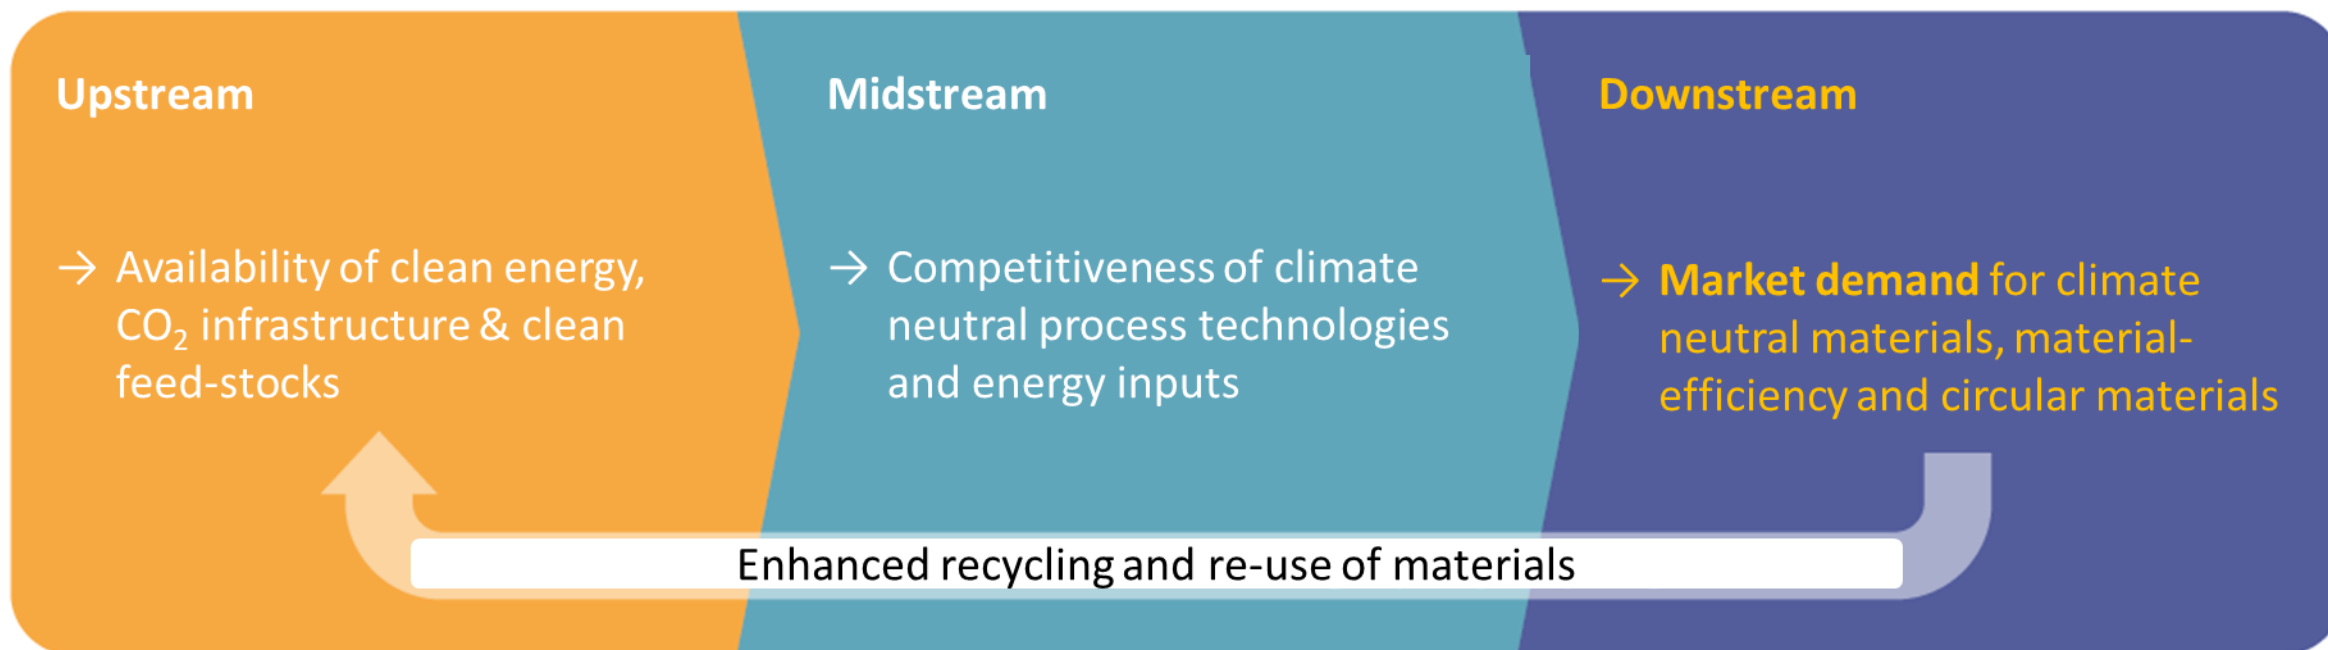 Upstream
→ Availability of clean energy,
CO₂ infrastructure & clean
feed-stocks
Midstream
→ Competitiveness of climate
neutral process technologies
and energy inputs
Downstream
→ Market demand for climate
neutral materials, material-
efficiency and circular materials
Enhanced recycling and re-use of materials